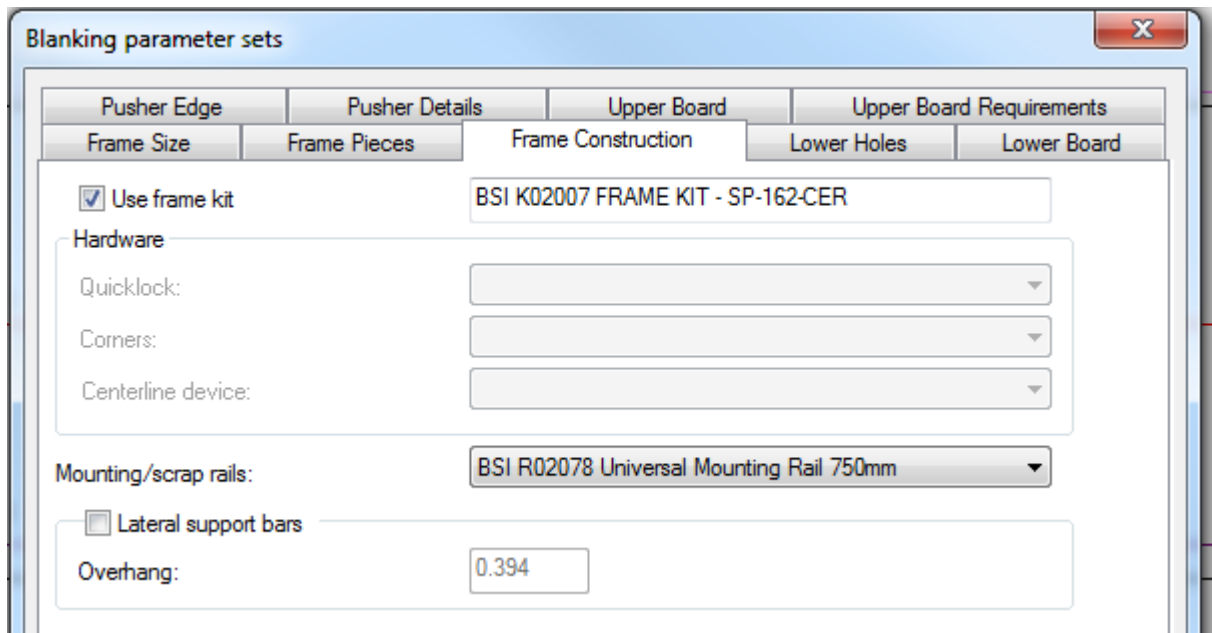 Blanking parameter sets
Pusher Edge Pusher Details Upper Board Upper Board Requirements
Frame Size Frame Pieces Frame Construction Lower Holes Lower Board
Use frame kit BSI K02007 FRAME KIT - SP-162-CER
Hardware
Quicklock:
Corners:
Centerline device:
Mounting/scrap rails: BSI R02078 Universal Mounting Rail 750mm
Lateral support bars
Overhang: 0.394